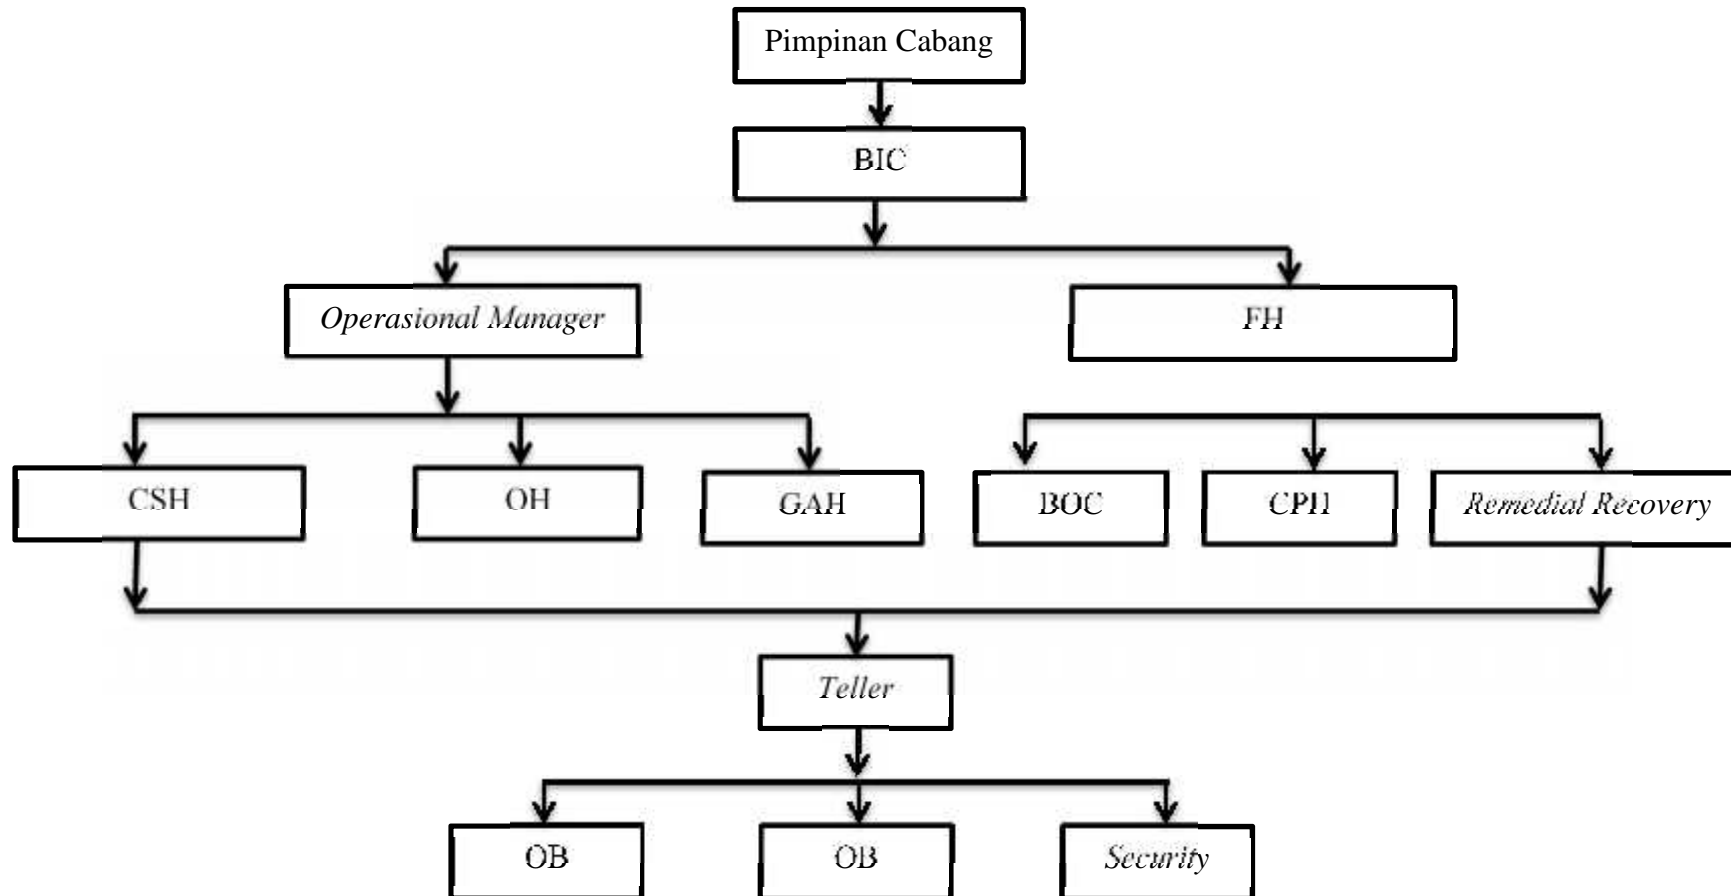 Pimpinan Cabang
BIC
Operasional Manager
FH
CSH
OH
GAH
BOC
CPH
Remedial Recovery
Teller
OB
OB
Security